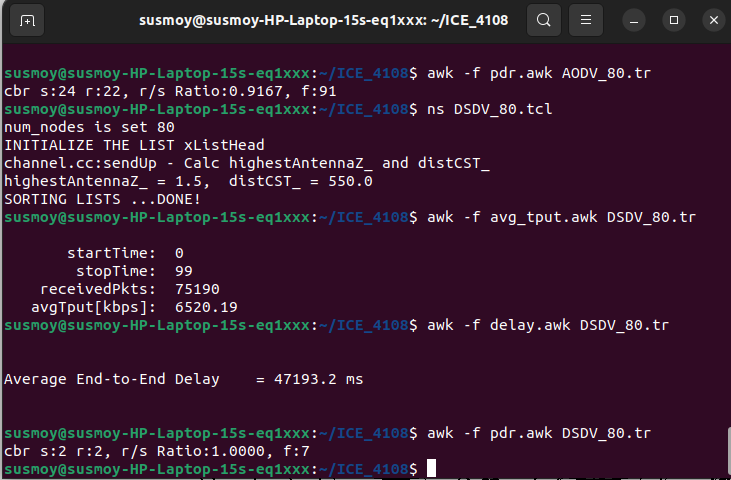 susmoy@susmoy-HP-Laptop-15s-eq1xxx: ~/ICE_4108
susmoy@susmoy-HP-Laptop-15s-eq1xxx:~/ICE_4108$ awk -f pdr.awk AODV_80.tr
cbr s:24 r:22, r/s Ratio:0.9167, f:91
susmoy@susmoy-HP-Laptop-15s-eq1xxx:~/ICE_4108$ ns DSDV_80.tcl
num_nodes is set 80
INITIALIZE THE LIST xListHead
channel.cc:sendUp - Calc highestAntennaZ_ and distCST_
highestAntennaZ_ = 1.5,  distCST_ = 550.0
SORTING LISTS ...DONE!
susmoy@susmoy-HP-Laptop-15s-eq1xxx:~/ICE_4108$ awk -f avg_tput.awk DSDV_80.tr
startTime:  0
stopTime:  99
receivedPkts:  75190
avgTput[kbps]:  6520.19
susmoy@susmoy-HP-Laptop-15s-eq1xxx:~/ICE_4108$ awk -f delay.awk DSDV_80.tr
Average End-to-End Delay    = 47193.2 ms
susmoy@susmoy-HP-Laptop-15s-eq1xxx:~/ICE_4108$ awk -f pdr.awk DSDV_80.tr
cbr s:2 r:2, r/s Ratio:1.0000, f:7
susmoy@susmoy-HP-Laptop-15s-eq1xxx:~/ICE_4108$